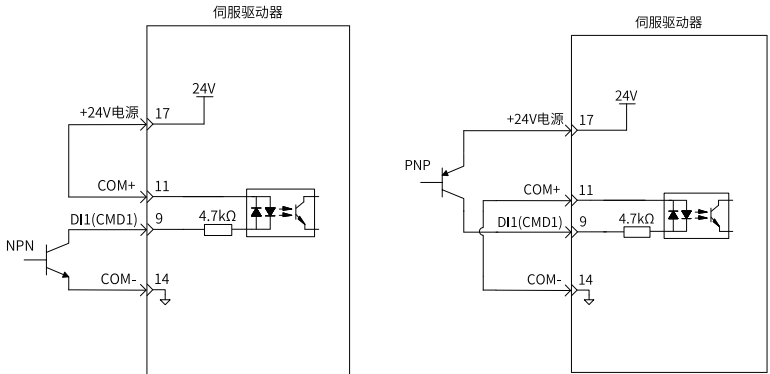 伺服驱动器
24V
+24V电源
17
COM+
11
DI1(CMD1)
9
4.7kΩ
NPN
COM-
14
伺服驱动器
24V
+24V电源
17
PNP
COM+
11
DI1(CMD1)
9
4.7kΩ
COM-
14